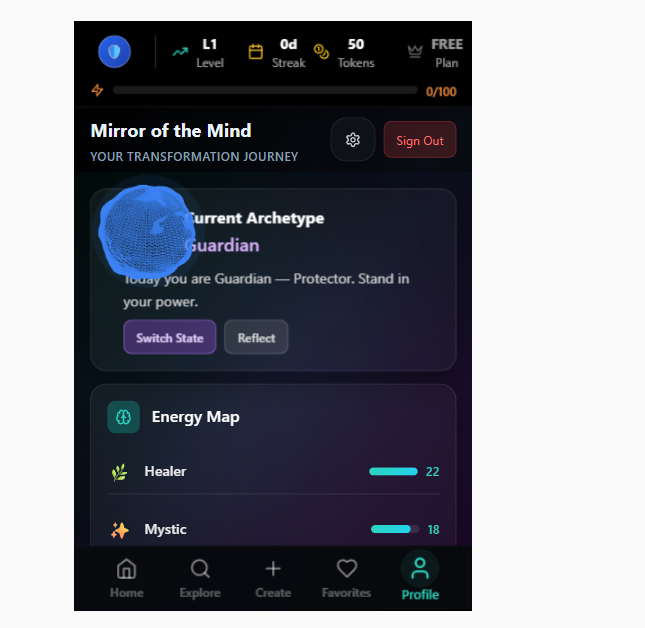 L1
Level
0d
Streak
50
Tokens
FREE
Plan
0/100
Mirror of the Mind
YOUR TRANSFORMATION JOURNEY
Sign Out
Current Archetype
Guardian
Today you are Guardian — Protector. Stand in
your power.
Switch State
Reflect
Energy Map
Healer
22
Mystic
18
Home
Explore
Create
Favorites
Profile